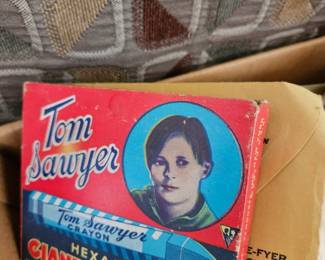 Tom
Sawyer
Tom Sawyer
CRAYON
HEXA
GIAN
E-FYER